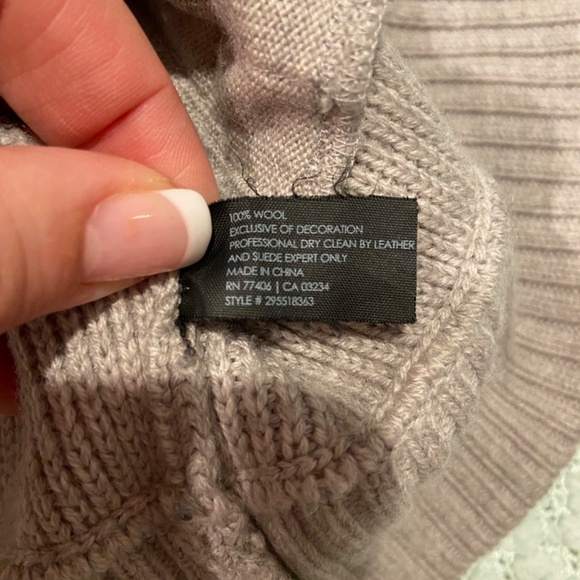 100% WOOL
EXCLUSIVE OF DECORATION
PROFESSIONAL DRY CLEAN BY LEATHER
AND SUEDE EXPERT ONLY
MADE IN CHINA
RN 77406 | CA 03234
STYLE # 295518363